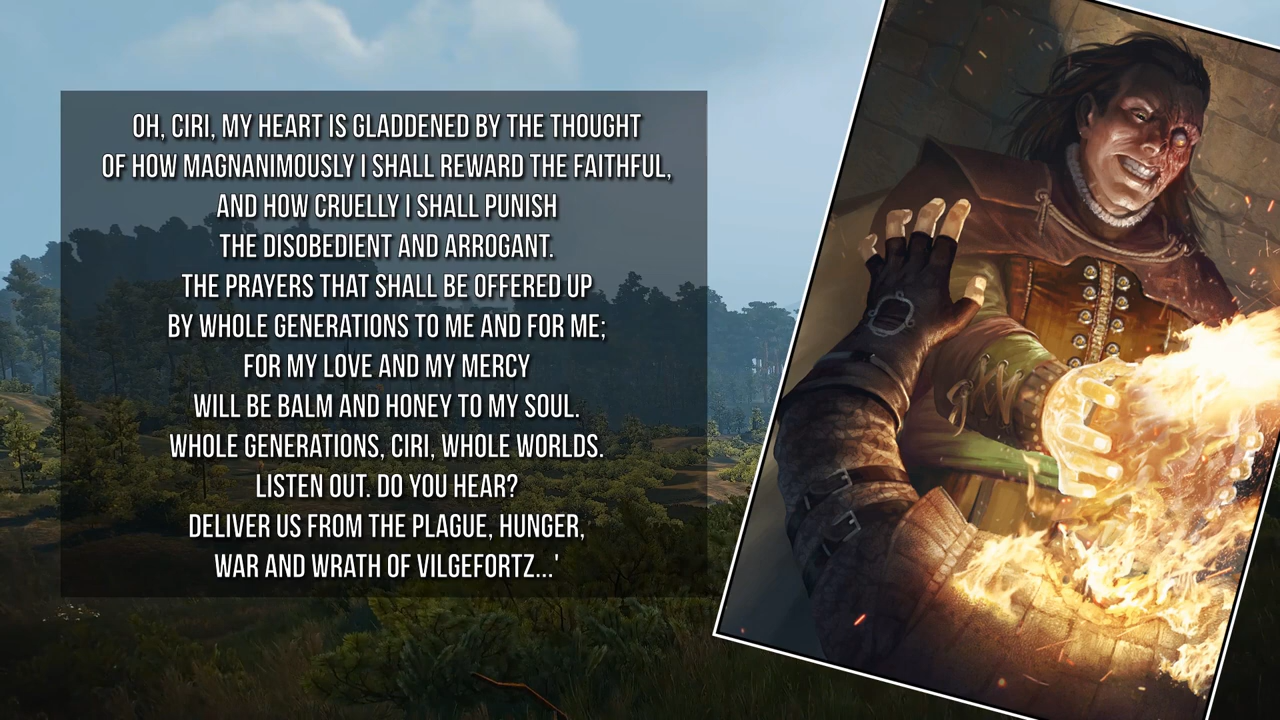 OH, CIRI, MY HEART IS GLADDENED BY THE THOUGHT
OF HOW MAGNANIMOUSLY I SHALL REWARD THE FAITHFUL,
AND HOW CRUELLY I SHALL PUNISH
THE DISOBEDIENT AND ARROGANT.
THE PRAYERS THAT SHALL BE OFFERED UP
BY WHOLE GENERATIONS TO ME AND FOR ME;
FOR MY LOVE AND MY MERCY
WILL BE BALM AND HONEY TO MY SOUL.
WHOLE GENERATIONS, CIRI, WHOLE WORLDS.
LISTEN OUT. DO YOU HEAR?
DELIVER US FROM THE PLAGUE, HUNGER,
WAR AND WRATH OF VILGEFORTZ...'